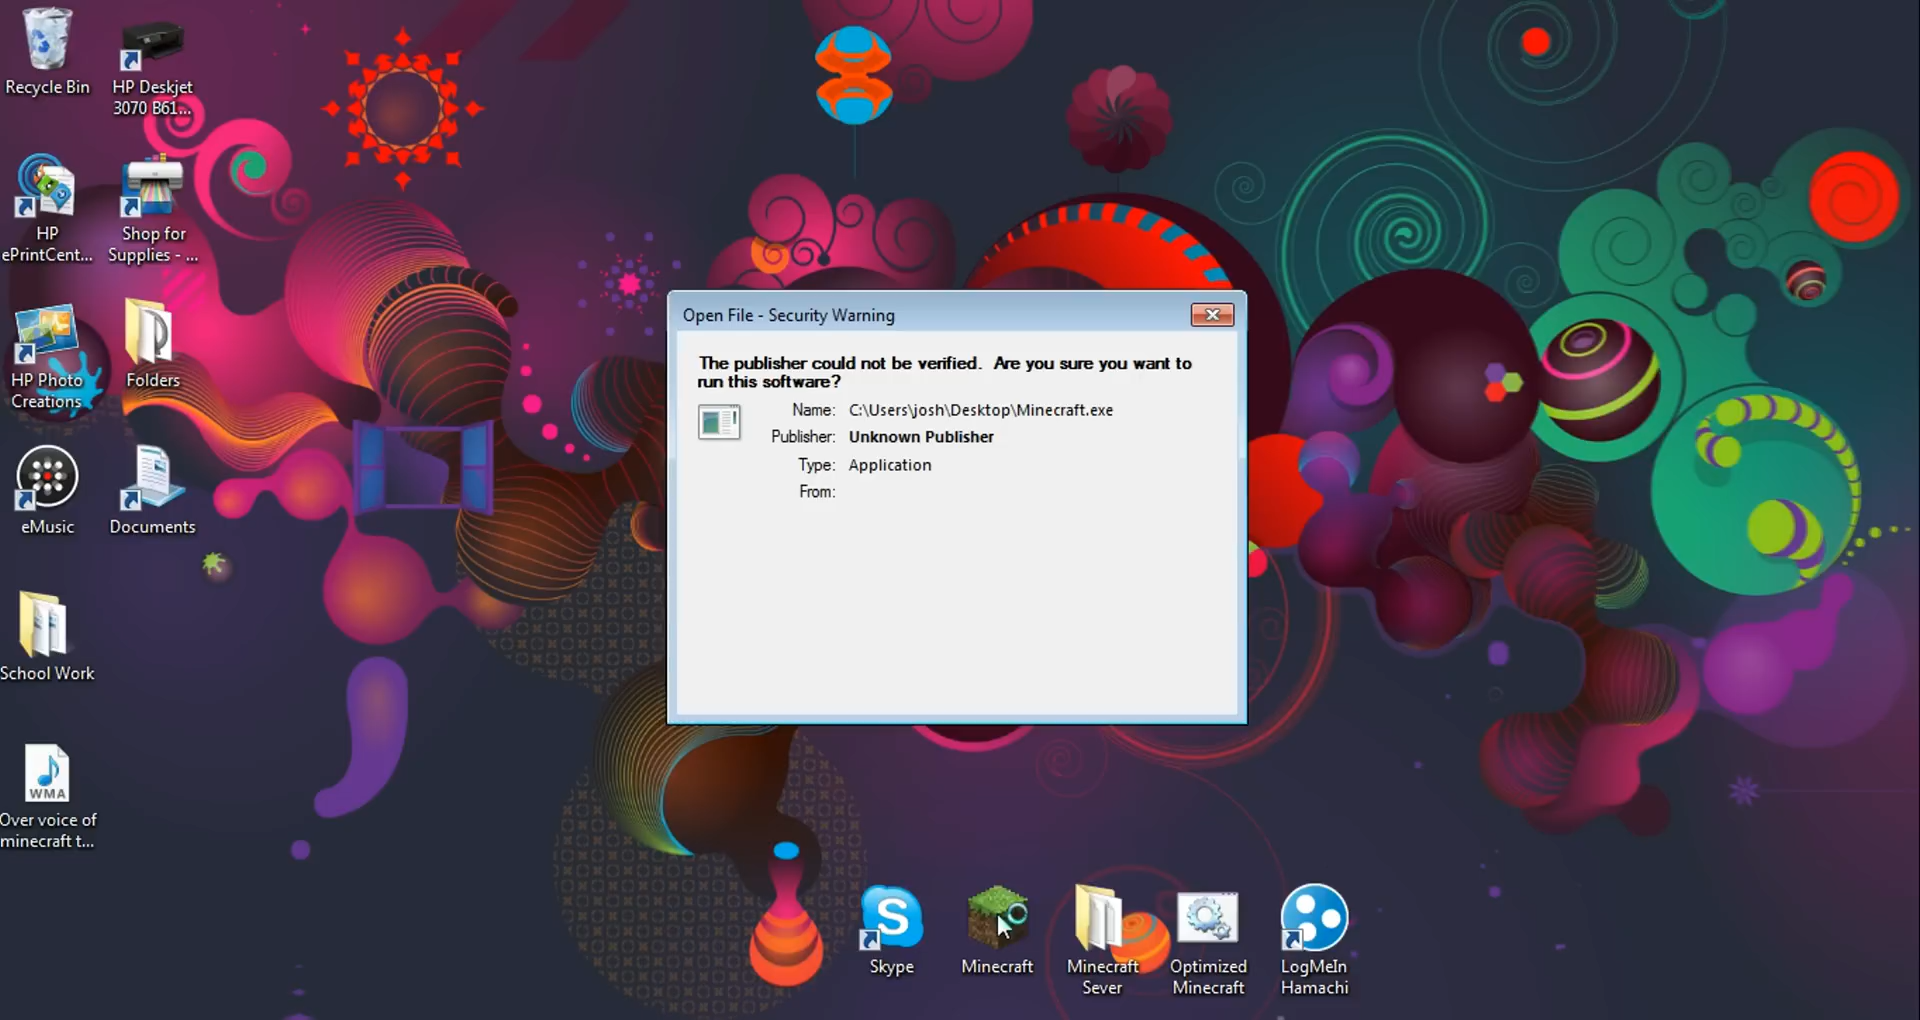 Recycle Bin
HP Deskjet
3070 B61...
HP
ePrintCent...
Shop for
Supplies - ...
HP Photo
Creations
Folders
eMusic
Documents
School Work
WMA
Over voice of
minecraft t...
Open File - Security Warning
The publisher could not be verified.  Are you sure you want to
run this software?
Name: C:\Users\josh\Desktop\Minecraft.exe
Publisher: Unknown Publisher
Type: Application
From:
S
Skype
Minecraft
Minecraft
Sever
Optimized
Minecraft
LogMeIn
Hamachi